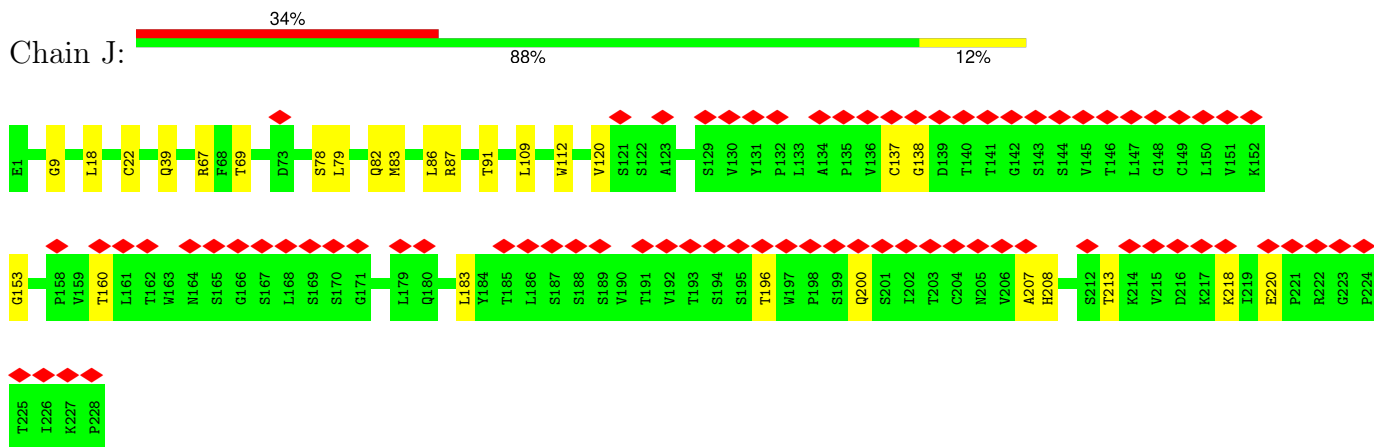 34%
Chain J:
88% 12%
E1 G9 L18 C22 Q39 R67 F68 T69 D73 S78 L79 Q82 M83 L86 R87 T91 L109 W112 V120 S121 S122 A123 S129 V130 Y131 P132 L133 A134 P135 V136 C137 G138 D139 T140 T141 G142 S143 S144 V145 T146 L147 G148 C149 L150 V151 K152
G153 P158 V159 T160 L161 T162 W163 N164 S165 G166 S167 L168 S169 S170 G171 L179 Q180 L183 Y184 T185 L186 S187 S188 S189 V190 T191 V192 T193 S194 S195 T196 W197 P198 S199 Q200 S201 I202 T203 C204 N205 V206 A207 H208 S212 T213 K214 V215 D216 K217 K218 I219 E220 P221 R222 G223 P224
T225 I226 K227 P228